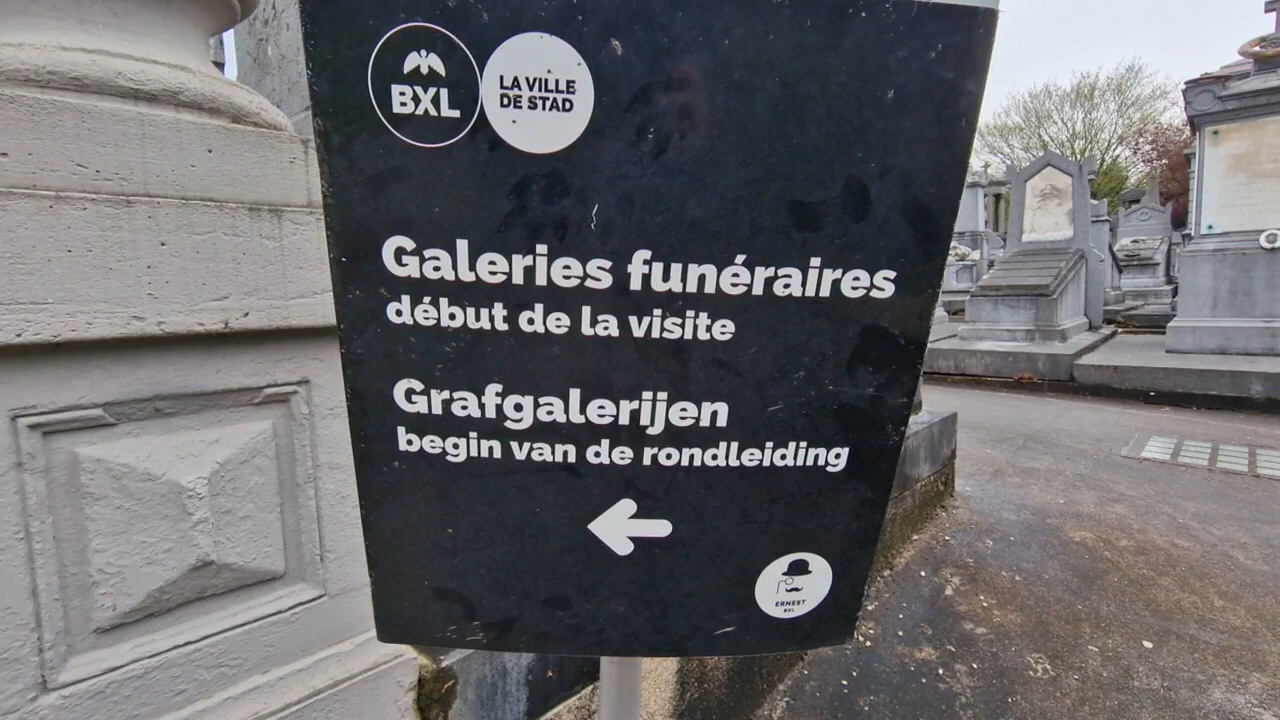 BXL
LA VILLE
DE STAD
Galeries funéraires
début de la visite
Grafgalerijen
begin van de rondleiding
ERNEST
BXL